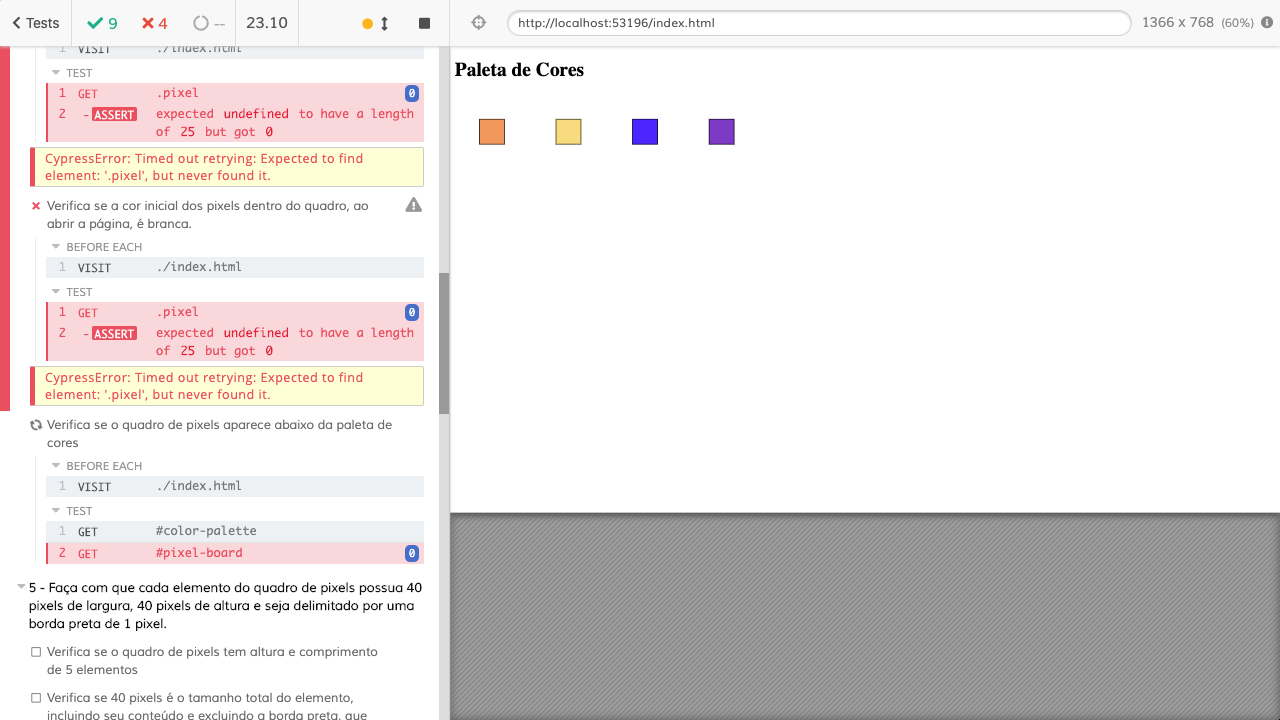 Tests 9 4 -- 23.10 http://localhost:53196/index.html 1366 x 768 (60%)
1 VISIT ./index.html
TEST
1 GET .pixel 0
2 - ASSERT expected undefined to have a length
of 25 but got 0
CypressError: Timed out retrying: Expected to find
element: '.pixel', but never found it.
Verifica se a cor inicial dos pixels dentro do quadro, ao
abrir a página, é branca.
BEFORE EACH
1 VISIT ./index.html
TEST
1 GET .pixel 0
2 - ASSERT expected undefined to have a length
of 25 but got 0
CypressError: Timed out retrying: Expected to find
element: '.pixel', but never found it.
Verifica se o quadro de pixels aparece abaixo da paleta de
cores
BEFORE EACH
1 VISIT ./index.html
TEST
1 GET #color-palette
2 GET #pixel-board 0
5 - Faça com que cada elemento do quadro de pixels possua 40
pixels de largura, 40 pixels de altura e seja delimitado por uma
borda preta de 1 pixel.
Verifica se o quadro de pixels tem altura e comprimento
de 5 elementos
Verifica se 40 pixels é o tamanho total do elemento,
incluindo seu conteúdo e excluindo a borda preta, que
Paleta de Cores